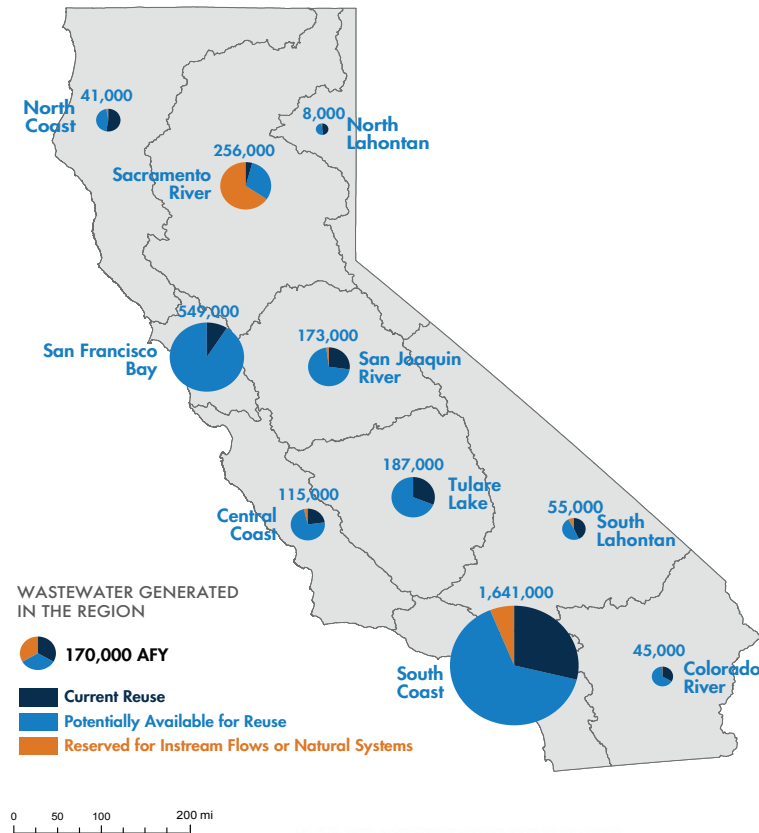 41,000
North
Coast
8,000
North
Lahontan
256,000
Sacramento
River
549,000
San Francisco
Bay
173,000
San Joaquin
River
187,000
Tulare
Lake
115,000
Central
Coast
55,000
South
Lahontan
1,641,000
South
Coast
45,000
Colorado
River
WASTEWATER GENERATED
IN THE REGION
170,000 AFY
Current Reuse
Potentially Available for Reuse
Reserved for Instream Flows or Natural Systems
0 50 100 200 mi